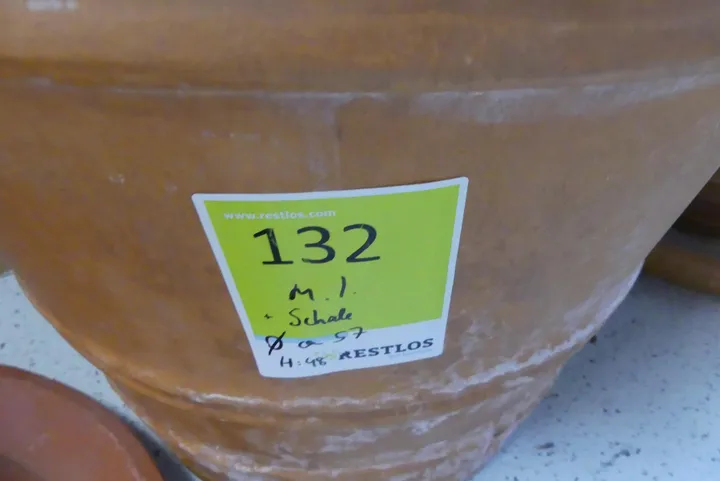 www.restlos.com
132
M. 1.
Schale
Ø ca 57
H: 48 RESTLOS